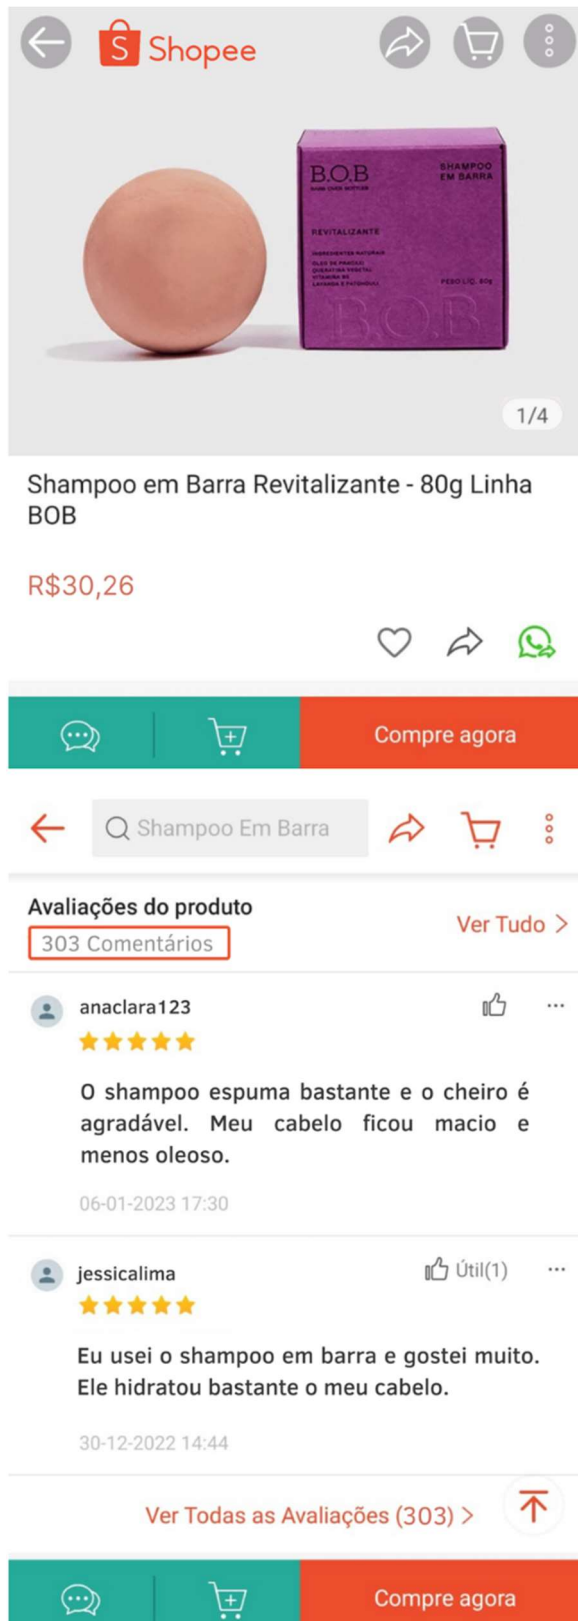 Shopee
B.O.B
BARS OVER BOTTLES
SHAMPOO
EM BARRA
REVITALIZANTE
INGREDIENTES NATURAIS
ÓLEO DE PRACAXI
QUERATINA VEGETAL
VITAMINA B5
LAVANDA E PATCHOULI
PESO LÍQ. 80g
B.O.B
1/4
Shampoo em Barra Revitalizante - 80g Linha
BOB
R$30,26
Compre agora
Shampoo Em Barra
Avaliações do produto
303 Comentários
Ver Tudo >
anaclara123
O shampoo espuma bastante e o cheiro é
agradável. Meu cabelo ficou macio e
menos oleoso.
06-01-2023 17:30
jessicalima
Útil(1)
Eu usei o shampoo em barra e gostei muito.
Ele hidratou bastante o meu cabelo.
30-12-2022 14:44
Ver Todas as Avaliações (303) >
Compre agora